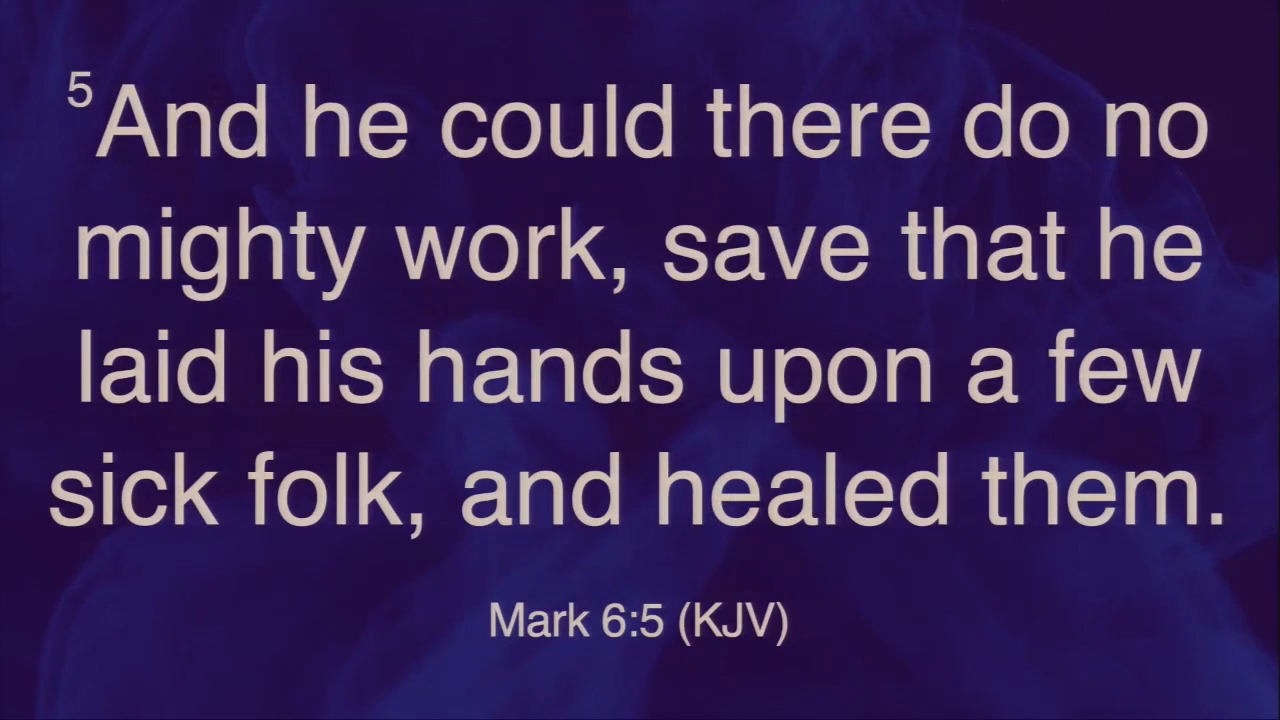 5And he could there do no
mighty work, save that he
laid his hands upon a few
sick folk, and healed them.
Mark 6:5 (KJV)